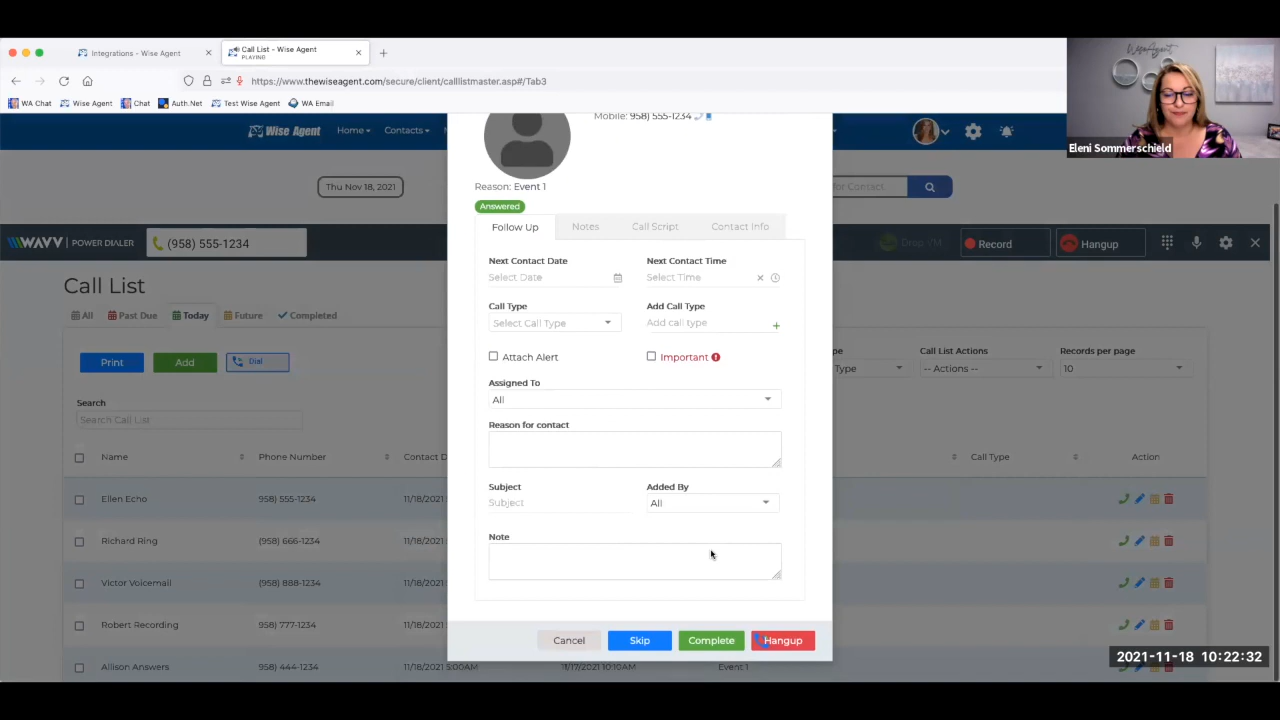 Integrations - Wise Agent
Call List - Wise Agent
PLAYING
https://www.thewiseagent.com/secure/client/calllistmaster.asp#/Tab3
WA Chat
Wise Agent
Chat
Auth.Net
Test Wise Agent
WA Email
WiseAgent
Eleni Sommerschield
Wise Agent
Home
Contacts
Mobile: 958) 555-1234
Thu Nov 18, 2021
for Contact
Reason: Event 1
Answered
WAVV | POWER DIALER
(958) 555-1234
Drop VM
Record
Hangup
Follow Up
Notes
Call Script
Contact Info
Next Contact Date
Next Contact Time
Select Date
Select Time
Call Type
Add Call Type
Select Call Type
Add call type
Attach Alert
Important
Assigned To
All
Reason for contact
Subject
Added By
Subject
All
Note
Cancel
Skip
Complete
Hangup
Call List
All
Past Due
Today
Future
Completed
Print
Add
Dial
pe
Type
Call List Actions
-- Actions --
Records per page
10
Search
Search Call List
Name
Phone Number
Contact D
Call Type
Action
Ellen Echo
958) 555-1234
11/18/2021
Richard Ring
(958) 666-1234
11/18/2021
Victor Voicemail
(958) 888-1234
11/18/2021
Robert Recording
(958) 777-1234
11/18/2021
Allison Answers
(958) 444-1234
11/18/2021 5:00AM
11/17/2021 10:10AM
Event 1
2021-11-18 10:22:32